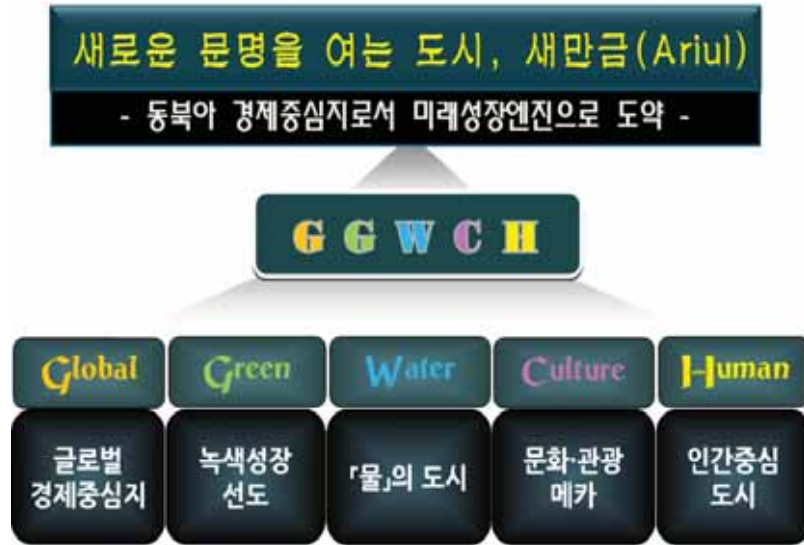 새로운 문명을 여는 도시, 새만금(Ariul)
- 동북아 경제중심지로서 미래성장엔진으로 도약 -
G G W C H
Global Green Water Culture Human
글로벌
경제중심지
녹색성장
선도
「물」의 도시
문화·관광
메카
인간중심
도시